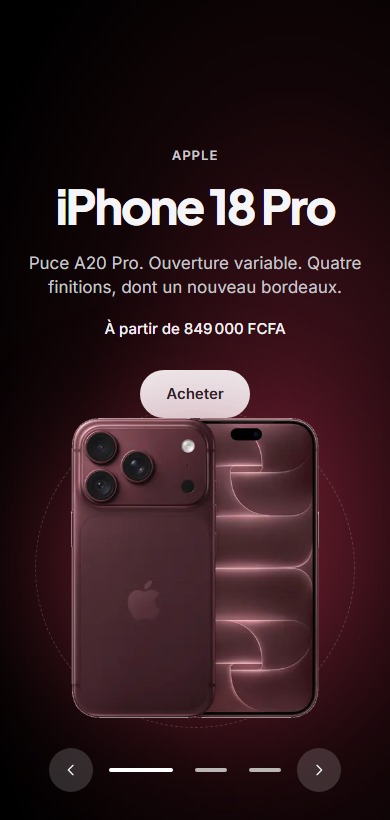 APPLE
iPhone 18 Pro
Puce A20 Pro. Ouverture variable. Quatre
finitions, dont un nouveau bordeaux.
À partir de 849 000 FCFA
Acheter